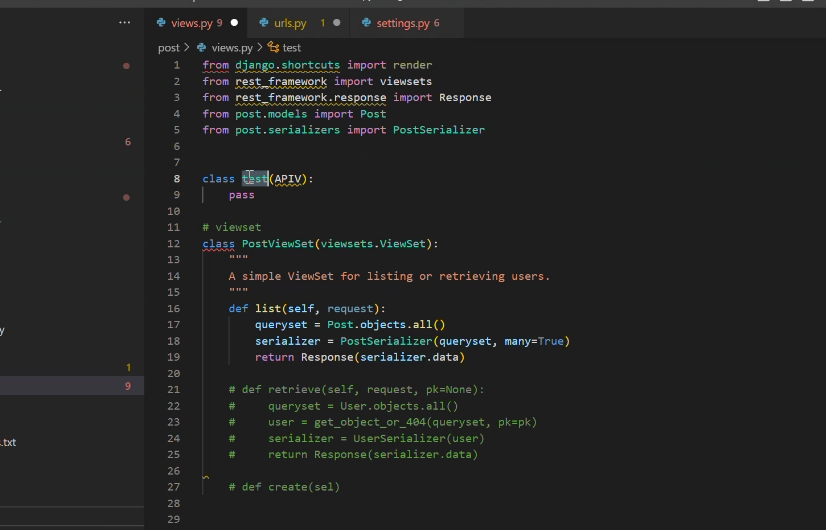 views.py 9
urls.py 1
settings.py 6
post > views.py > test
1 from django.shortcuts import render
2 from rest_framework import viewsets
3 from rest_framework.response import Response
4 from post.models import Post
5 from post.serializers import PostSerializer
6
7
8 class test(APIV):
9 pass
10
11 # viewset
12 class PostViewSet(viewsets.ViewSet):
13 """
14 A simple ViewSet for listing or retrieving users.
15 """
16 def list(self, request):
17 queryset = Post.objects.all()
18 serializer = PostSerializer(queryset, many=True)
19 return Response(serializer.data)
20
21 # def retrieve(self, request, pk=None):
22 #     queryset = User.objects.all()
23 #     user = get_object_or_404(queryset, pk=pk)
24 #     serializer = UserSerializer(user)
25 #     return Response(serializer.data)
26
27 # def create(sel)
28
29
6
y
1
9
.txt